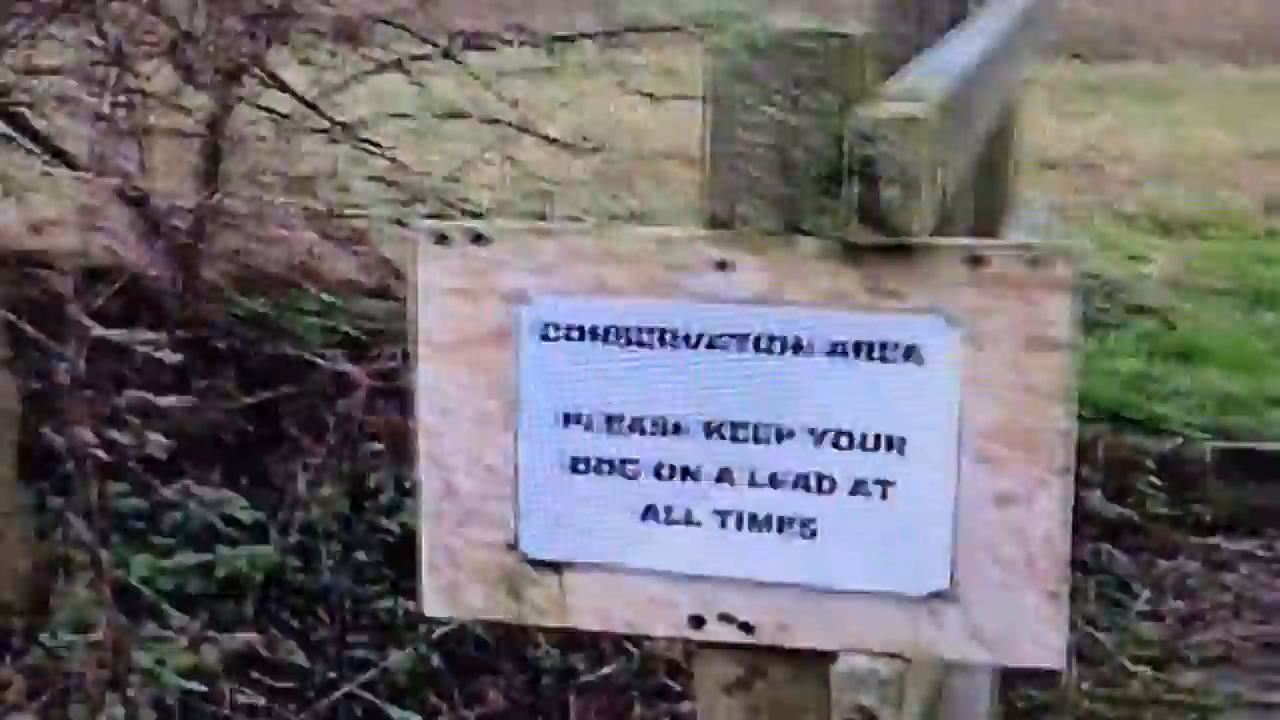 CONSERVATION AREA
PLEASE KEEP YOUR
DOG ON A LEAD AT
ALL TIMES